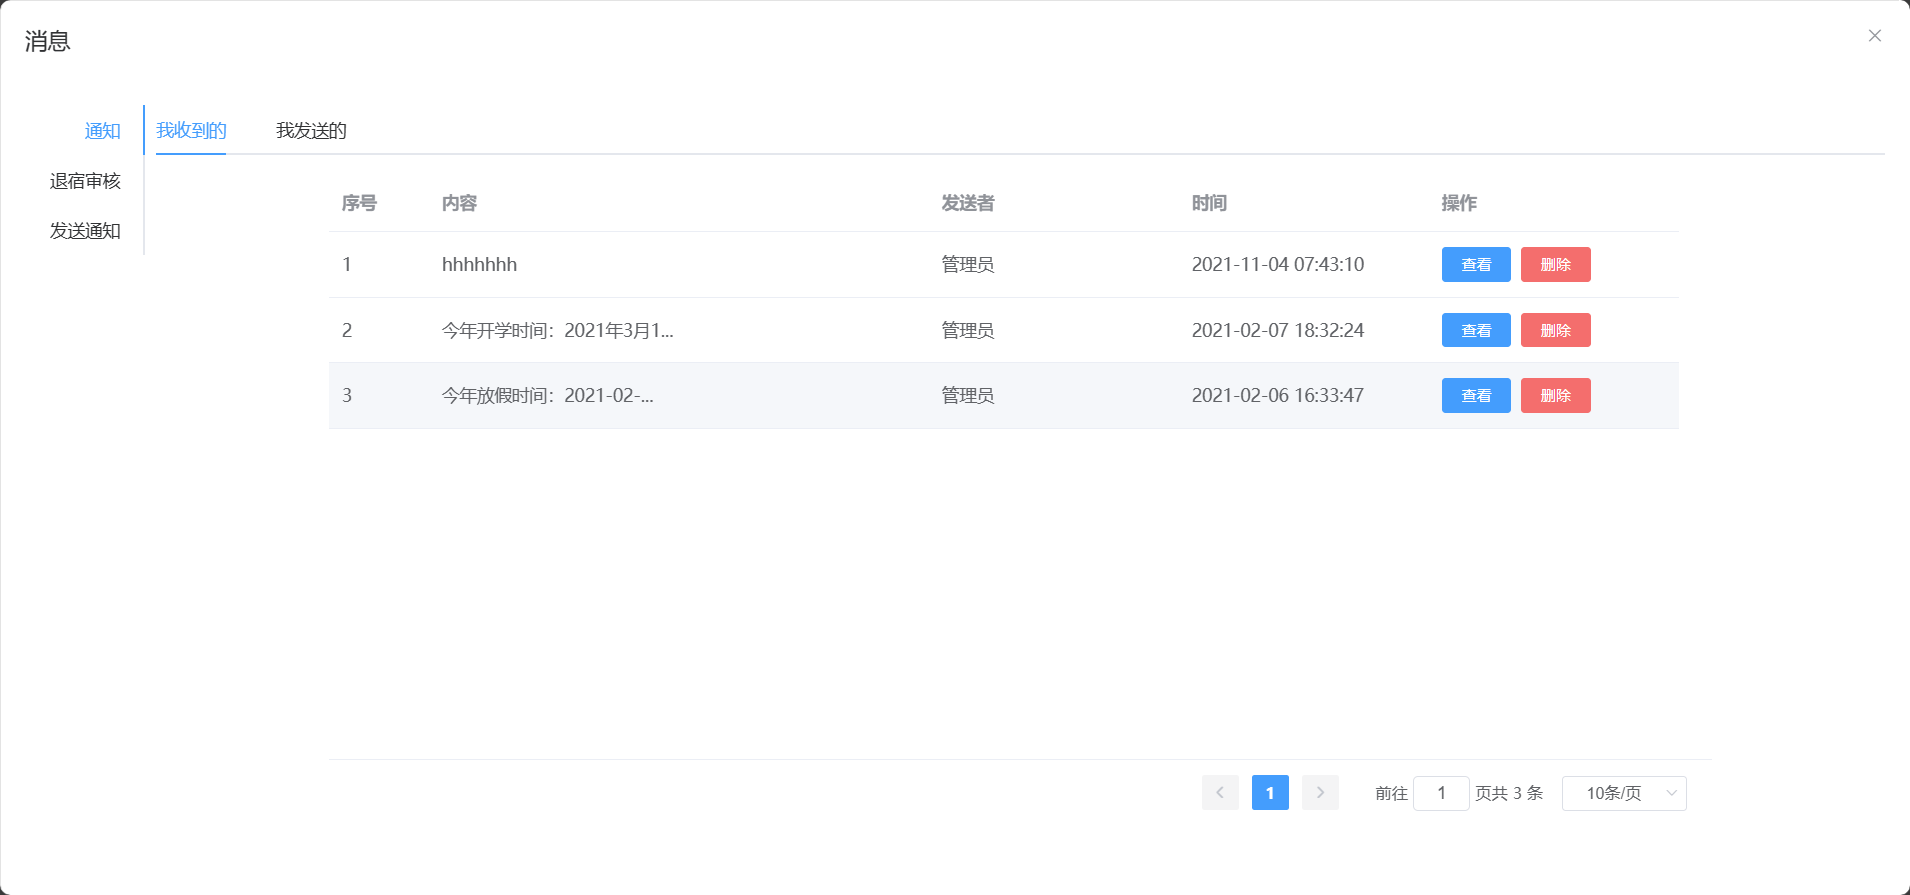 消息
通知 我收到的 我发送的
退宿审核
发送通知
序号 内容 发送者 时间 操作
1 hhhhhhh 管理员 2021-11-04 07:43:10 查看 删除
2 今年开学时间：2021年3月1... 管理员 2021-02-07 18:32:24 查看 删除
3 今年放假时间：2021-02-... 管理员 2021-02-06 16:33:47 查看 删除
1 前往 1 页共 3 条 10条/页